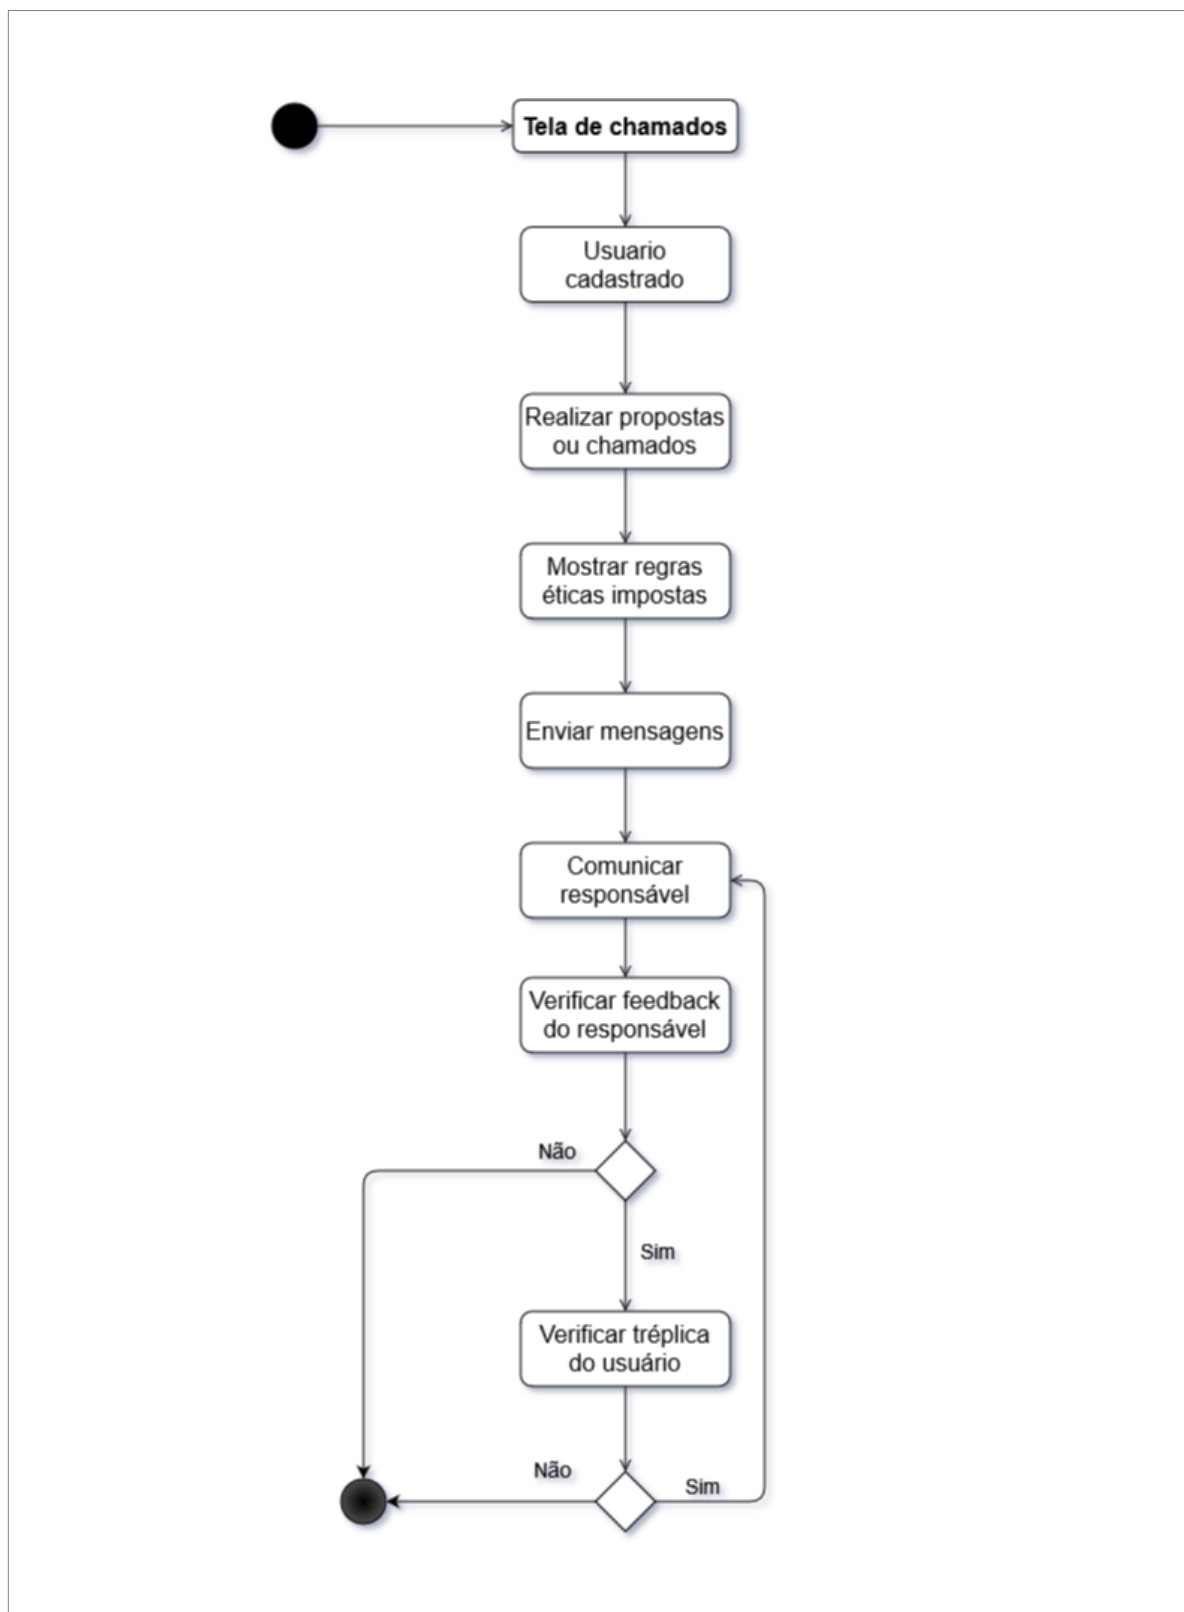 Tela de chamados
Usuario
cadastrado
Realizar propostas
ou chamados
Mostrar regras
éticas impostas
Enviar mensagens
Comunicar
responsável
Verificar feedback
do responsável
Não
Sim
Verificar tréplica
do usuário
Não
Sim